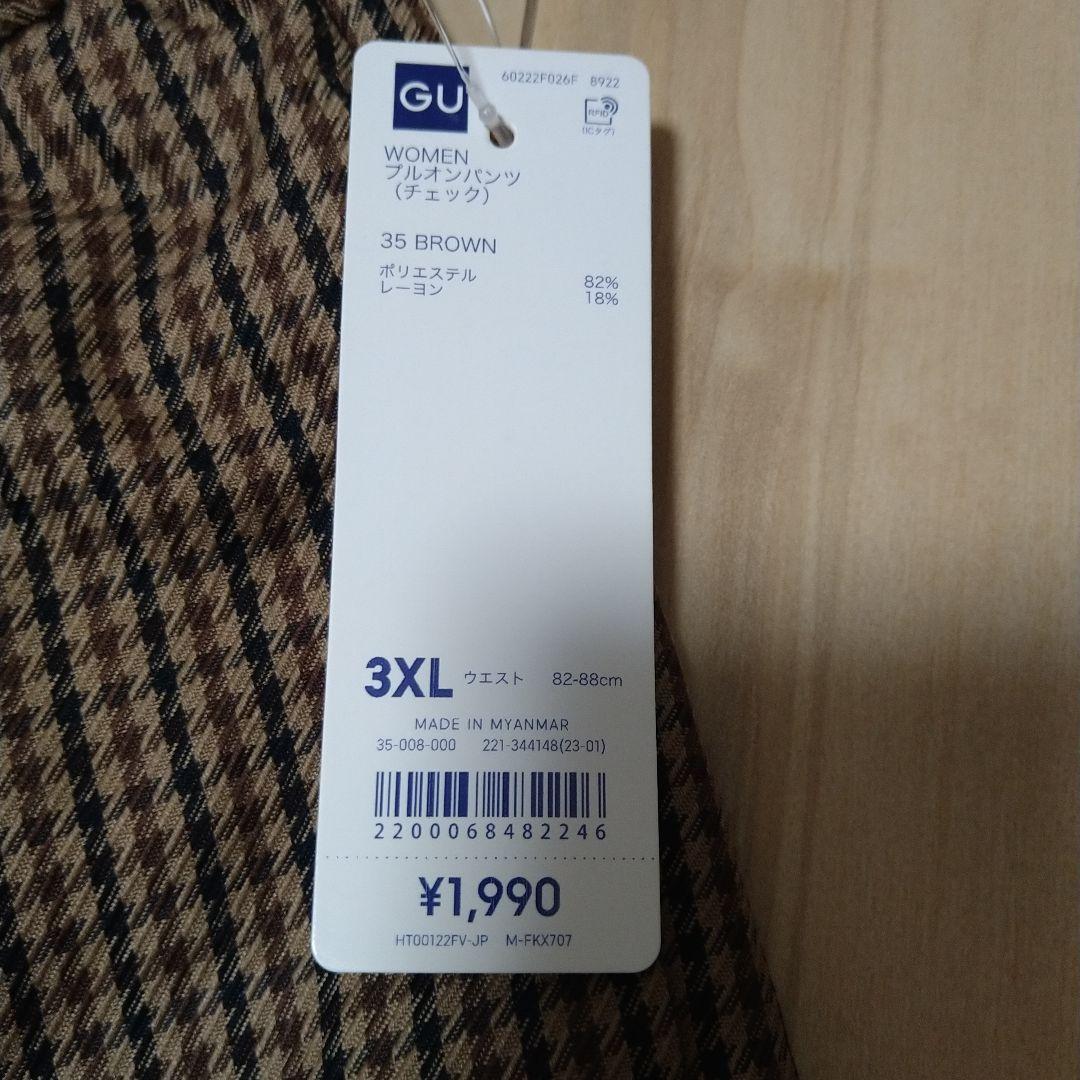 GU
60222F026F 8922
RFID
(ICタグ)
WOMEN
プルオンパンツ
(チェック)
35 BROWN
ポリエステル 82%
レーヨン 18%
3XL ウエスト 82-88cm
MADE IN MYANMAR
35-008-000 221-344148(23-01)
2200068482246
¥1,990
HT00122FV-JP M-FKX707